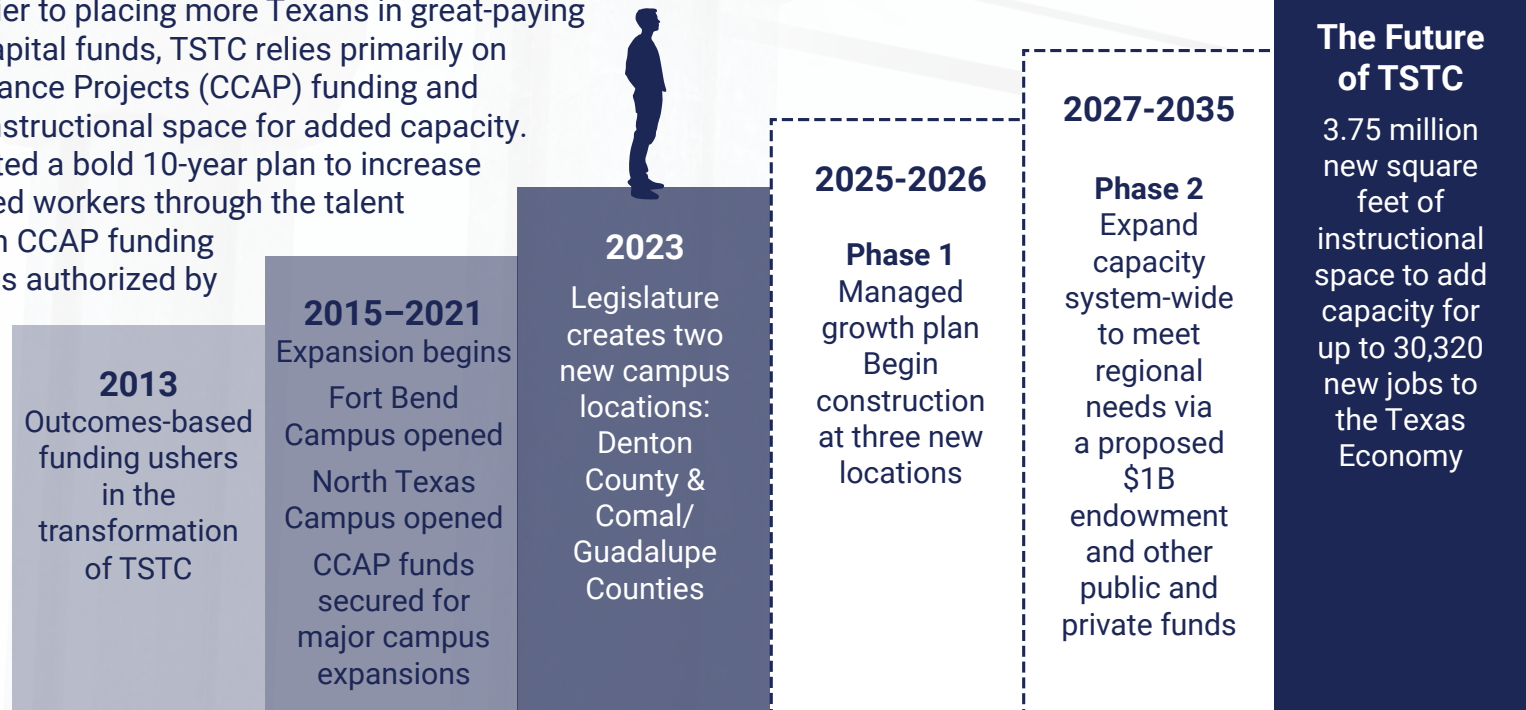 ier to placing more Texans in great-paying
apital funds, TSTC relies primarily on
ance Projects (CCAP) funding and
nstructional space for added capacity.
ted a bold 10-year plan to increase
ed workers through the talent
n CCAP funding
s authorized by
2013
Outcomes-based
funding ushers
in the
transformation
of TSTC
2015–2021
Expansion begins
Fort Bend
Campus opened
North Texas
Campus opened
CCAP funds
secured for
major campus
expansions
2023
Legislature
creates two
new campus
locations:
Denton
County &
Comal/
Guadalupe
Counties
2025-2026
Phase 1
Managed
growth plan
Begin
construction
at three new
locations
2027-2035
Phase 2
Expand
capacity
system-wide
to meet
regional
needs via
a proposed
$1B
endowment
and other
public and
private funds
The Future
of TSTC
3.75 million
new square
feet of
instructional
space to add
capacity for
up to 30,320
new jobs to
the Texas
Economy